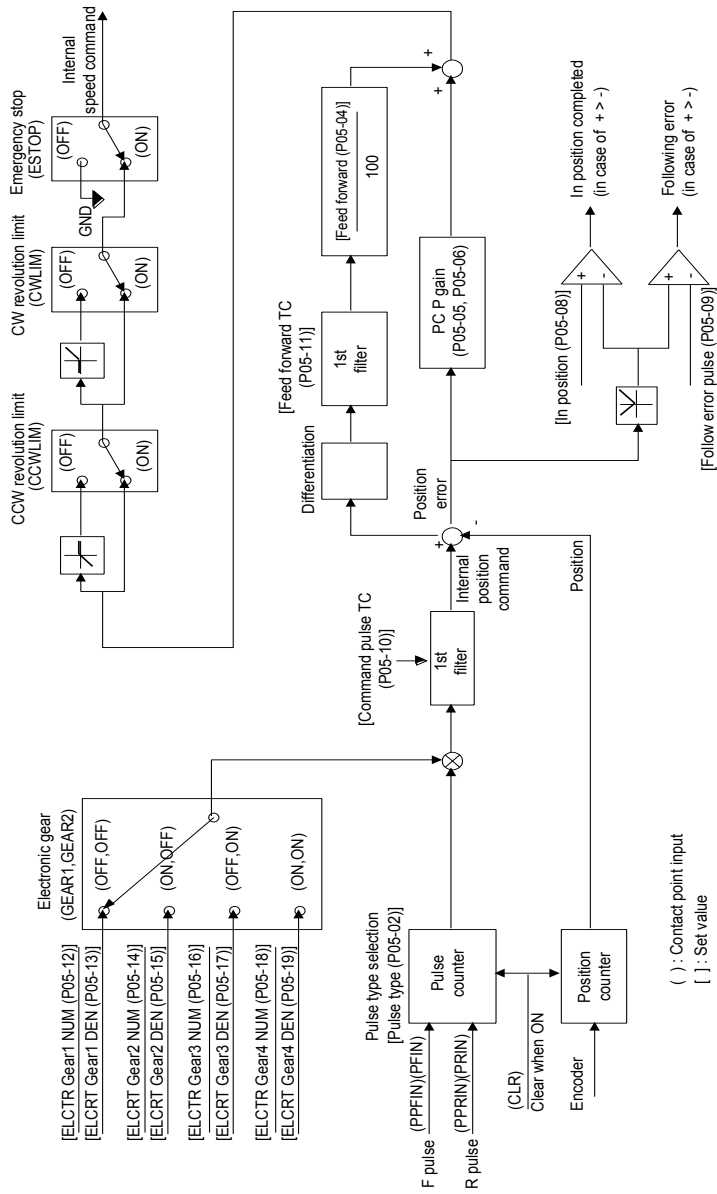 Electronic gear
(GEAR1,GEAR2)
[ELCTR Gear1 NUM (P05-12)]
[ELCRT Gear1 DEN (P05-13)]
(OFF,OFF)
[ELCRT Gear2 NUM (P05-14)]
[ELCRT Gear2 DEN (P05-15)]
(ON,OFF)
[ELCTR Gear3 NUM (P05-16)]
[ELCRT Gear3 DEN (P05-17)]
(OFF,ON)
[ELCTR Gear4 NUM (P05-18)]
[ELCRT Gear4 DEN (P05-19)]
(ON,ON)
Pulse type selection
[Pulse type (P05-02)]
F pulse
(PPFIN)(PFIN)
R pulse
(PPRIN)(PRIN)
Pulse
counter
(CLR)
Clear when ON
Encoder
Position
counter
( ) : Contact point input
[ ] : Set value
[Command pulse TC
(P05-10)]
1st
filter
Internal
position
command
+
-
Position
Position
error
Differentiation
[Feed forward TC
(P05-11)]
1st
filter
[Feed forward (P05-04)]
100
PC P gain
(P05-05, P05-06)
+
+
[In position (P05-08)]
+
-
In position completed
(in case of + > -)
+
-
Following error
(in case of + > -)
[Follow error pulse (P05-09)]
CCW revolution limit
(CCWLIM)
(OFF)
(ON)
CW revolution limit
(CWLIM)
(OFF)
(ON)
Emergency stop
(ESTOP)
(OFF)
GND
(ON)
Internal
speed command